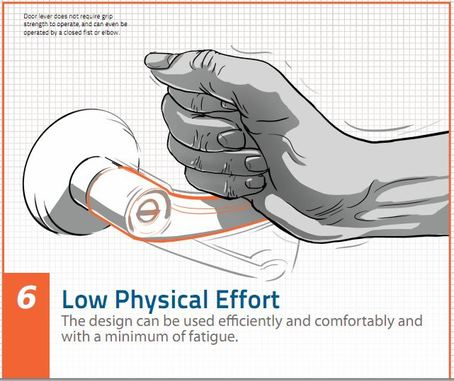 Door lever does not require grip
strength to operate, and can even be
operated by a closed fist or elbow.
6
Low Physical Effort
The design can be used efficiently and comfortably and
with a minimum of fatigue.